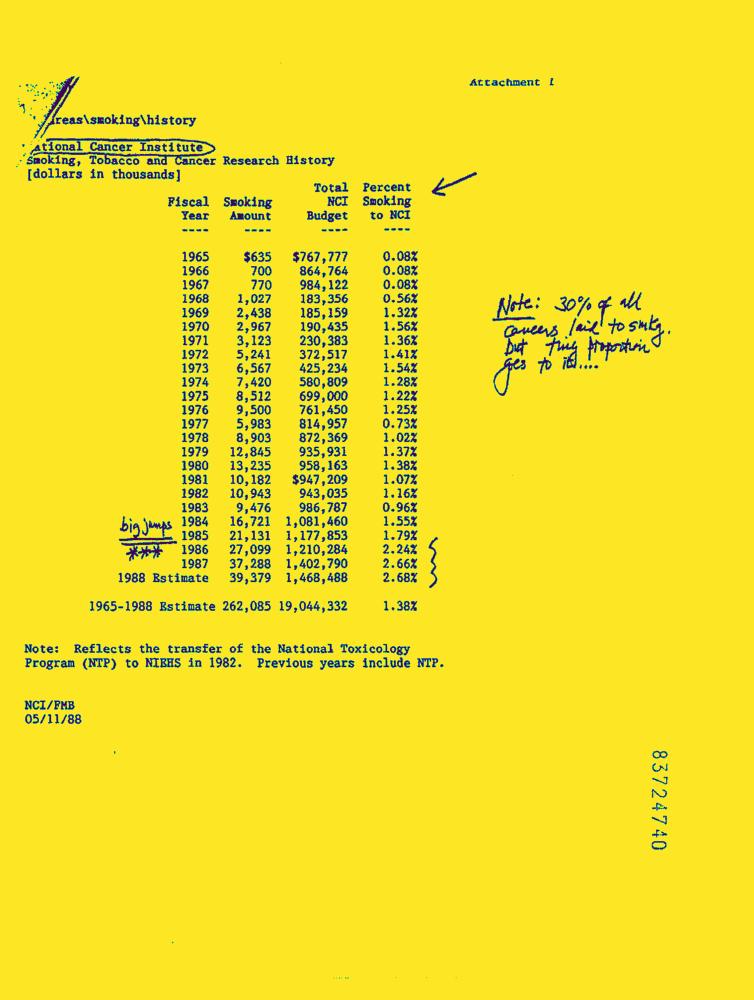 Attachment 1
areas\smoking\history
ational Cancer Institute
Smoking, Tobacco and Cancer Research History
[dollars in thousands]
Total Percent
Fiscal Smoking NCI Smoking
Year Amount Budget to NCI
---- ---- ---- ----
1965 $635 $767,777 0.08%
1966 700 864,764 0.08%
1967 770 984,122 0.08%
1968 1,027 183,356 0.56%
1969 2,438 185,159 1.32%
1970 2,967 190,435 1.56%
1971 3,123 230,383 1.36%
1972 5,241 372,517 1.41%
1973 6,567 425,234 1.54%
1974 7,420 580,809 1.28%
1975 8,512 699,000 1.22%
1976 9,500 761,450 1.25%
1977 5,983 814,957 0.73%
1978 8,903 872,369 1.02%
1979 12,845 935,931 1.37%
1980 13,235 958,163 1.38%
1981 10,182 $947,209 1.07%
1982 10,943 943,035 1.16%
1983 9,476 986,787 0.96%
big jumps 1984 16,721 1,081,460 1.55%
1985 21,131 1,177,853 1.79%
*** 1986 27,099 1,210,284 2.24%
1987 37,288 1,402,790 2.66%
1988 Estimate 39,379 1,468,488 2.68%
1965-1988 Estimate 262,085 19,044,332 1.38%
Note: 30% of all
cancers laid to smkg.
but tiny proportion
goes to it....
Note: Reflects the transfer of the National Toxicology
Program (NTP) to NIEHS in 1982. Previous years include NTP.
NCI/FMB
05/11/88
83724740